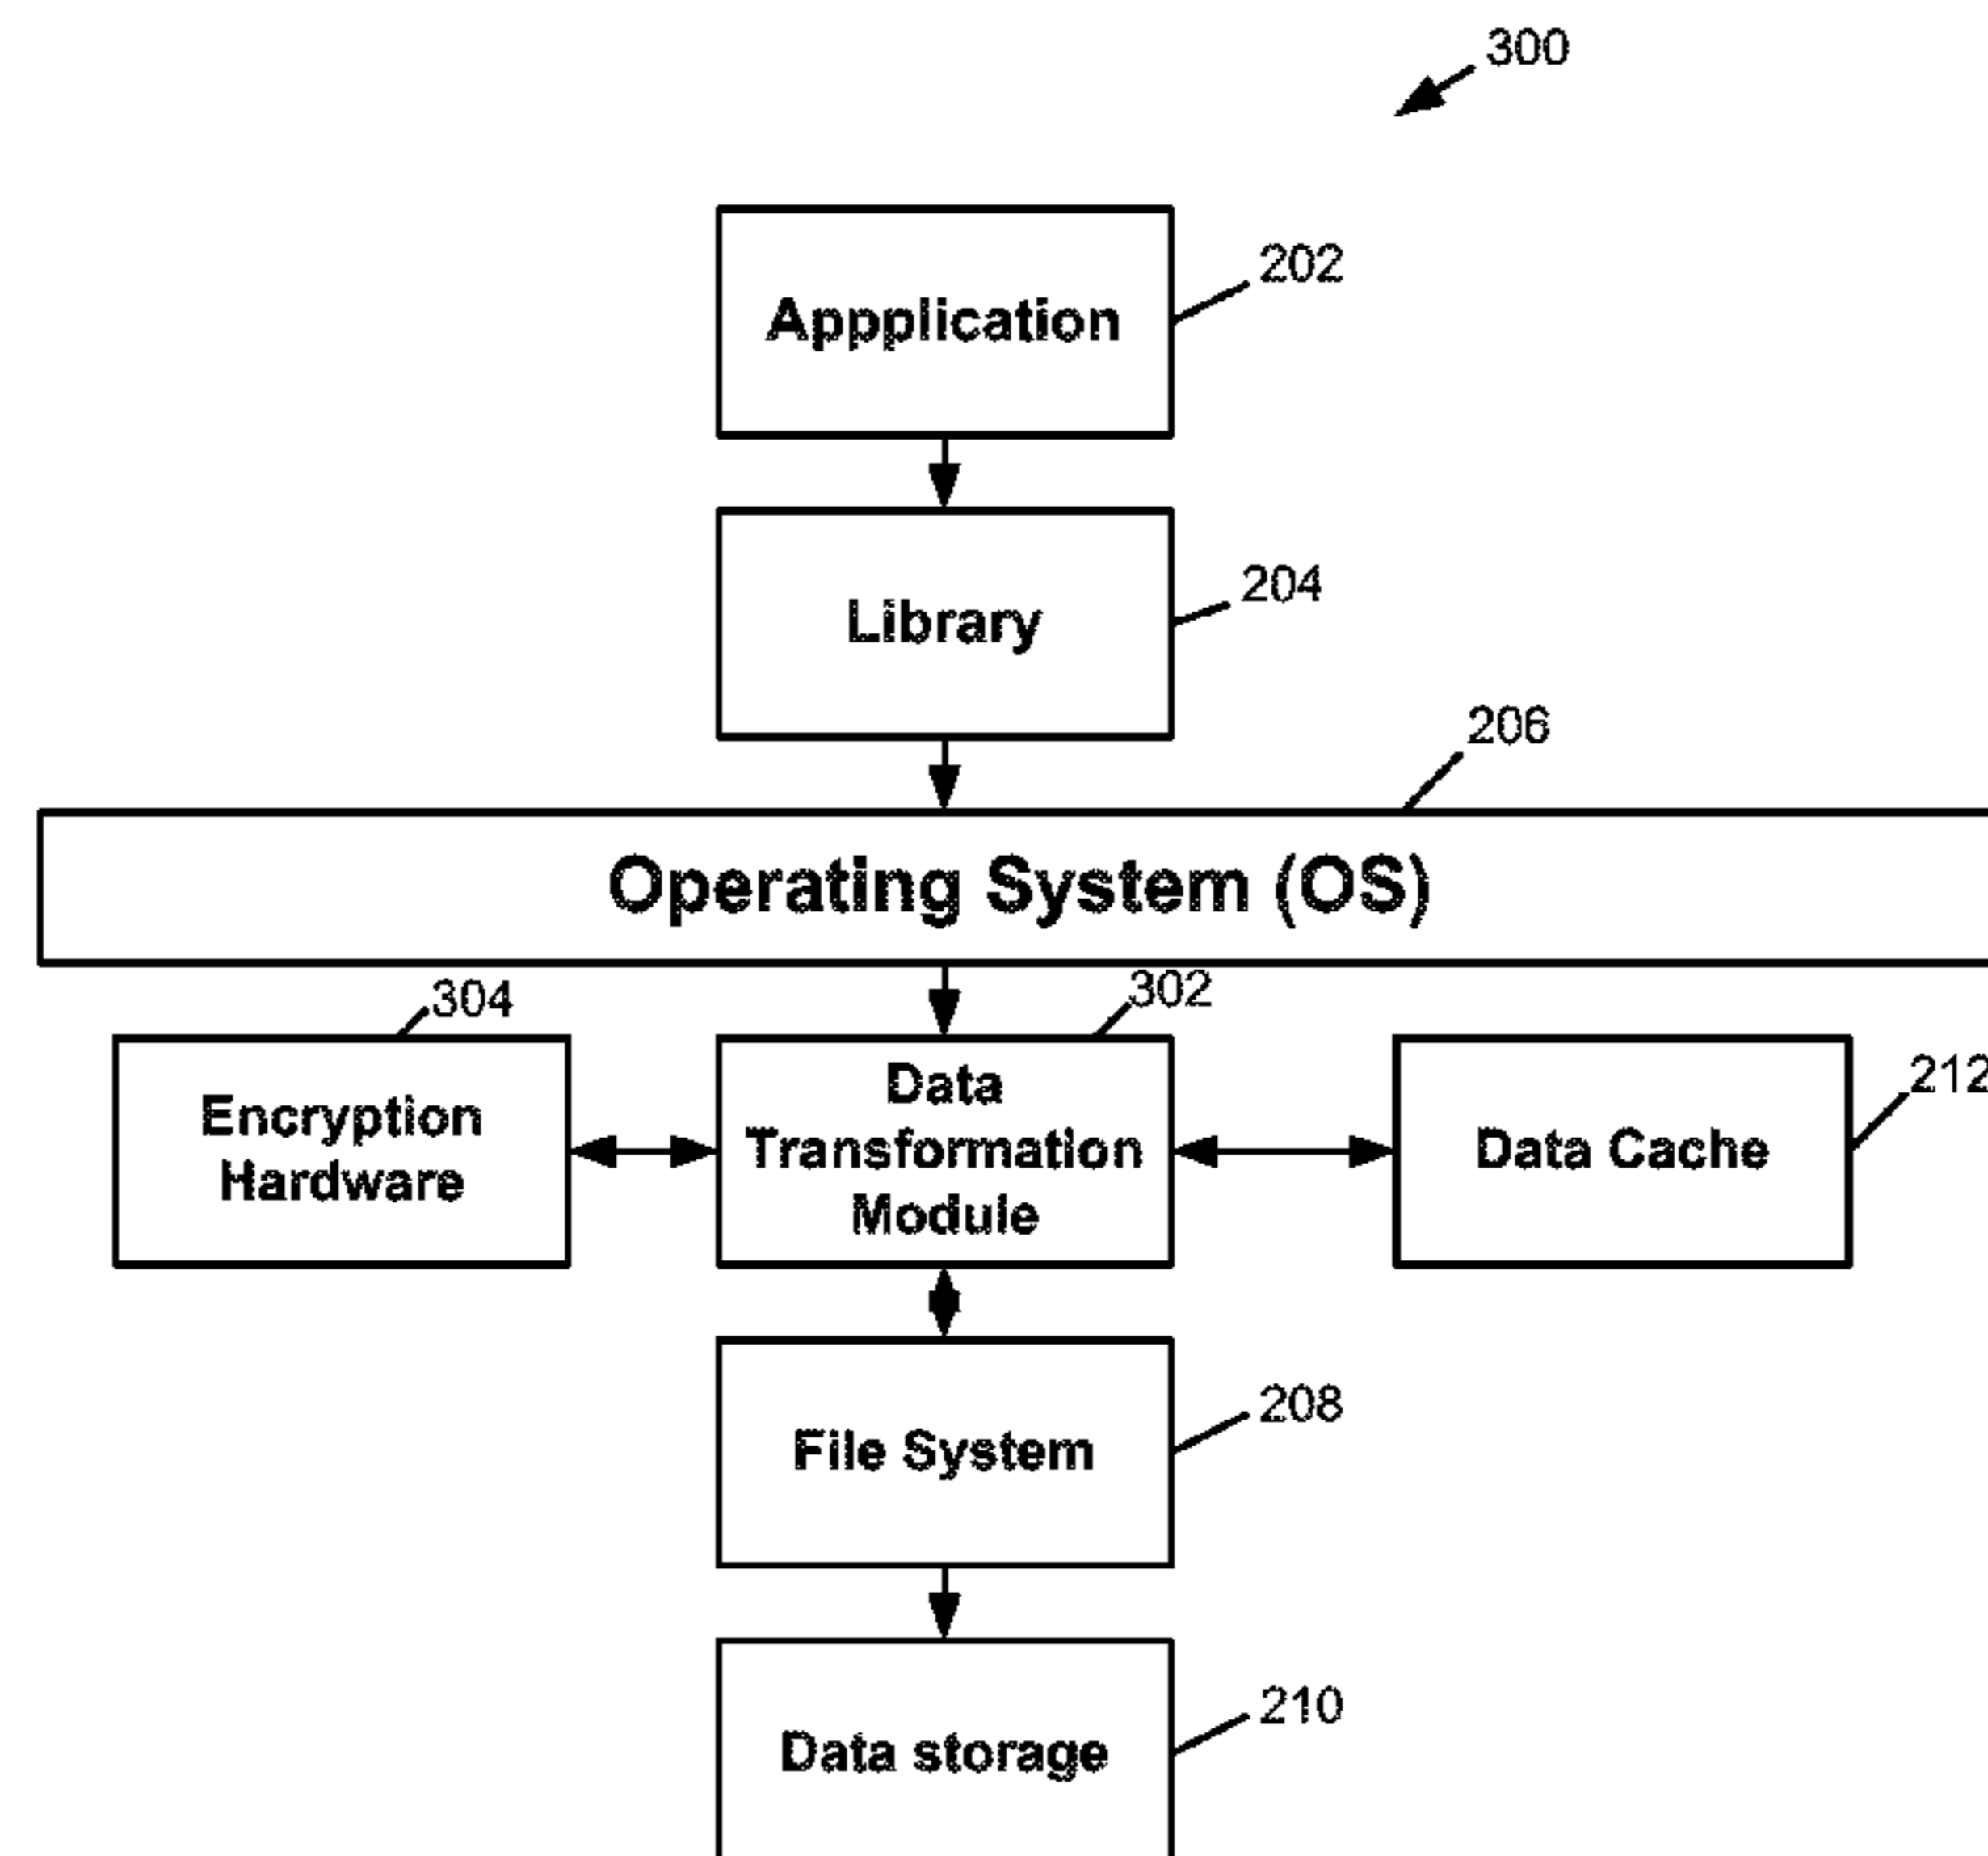 300
Appplication
202
Library
204
206
Operating System (OS)
304
302
Encryption
Hardware
Data
Transformation
Module
Data Cache
212
File System
208
Data storage
210